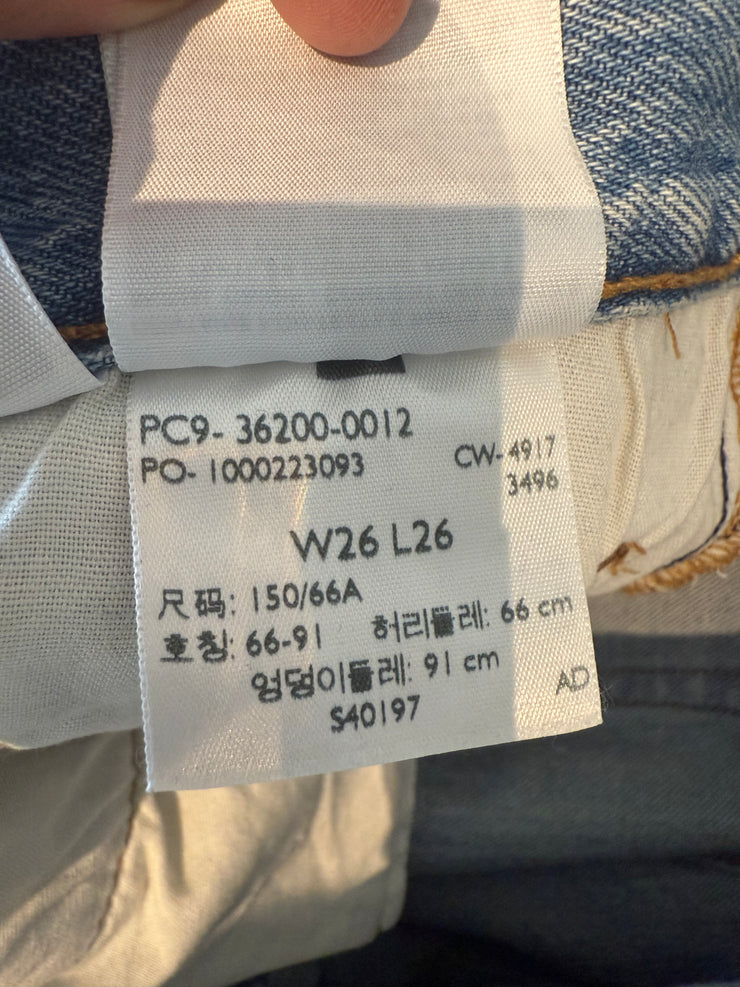 PC9- 36200-0012
PO- 1000223093
CW- 4917
3496
W26 L26
尺码: 150/66A
호칭: 66-91 허리둘레: 66 cm
엉덩이둘레: 91 cm
S40197
AD